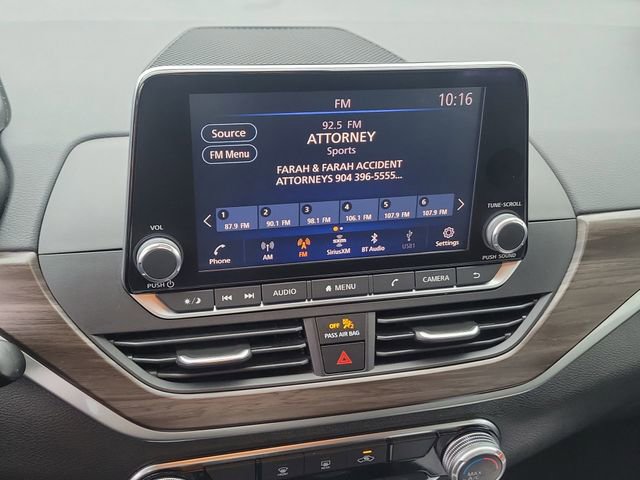 FM
10:16
Source
FM Menu
92.5 FM
ATTORNEY
Sports
FARAH & FARAH ACCIDENT
ATTORNEYS 904 396-5555...
1 2 3 4 5 6
87.9 FM 90.1 FM 98.1 FM 106.1 FM 107.9 FM 107.9 FM
Phone AM FM sxm SiriusXM BT Audio USB1 Settings
VOL
PUSH
TUNE·SCROLL
PUSH SOUND
AUDIO MENU CAMERA
OFF
PASS AIR BAG